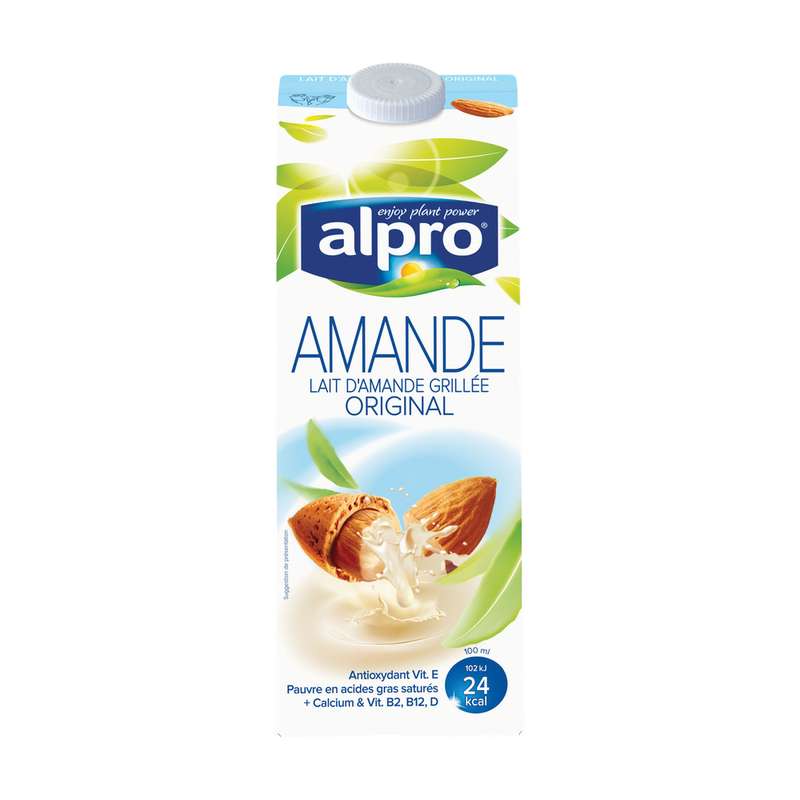 LAIT D'A ORIGINAL
enjoy plant power
alpro®
AMANDE
LAIT D'AMANDE GRILLÉE
ORIGINAL
Suggestion de présentation
100 ml
102 kJ
24
kcal
Antioxydant Vit. E
Pauvre en acides gras saturés
+ Calcium & Vit. B2, B12, D